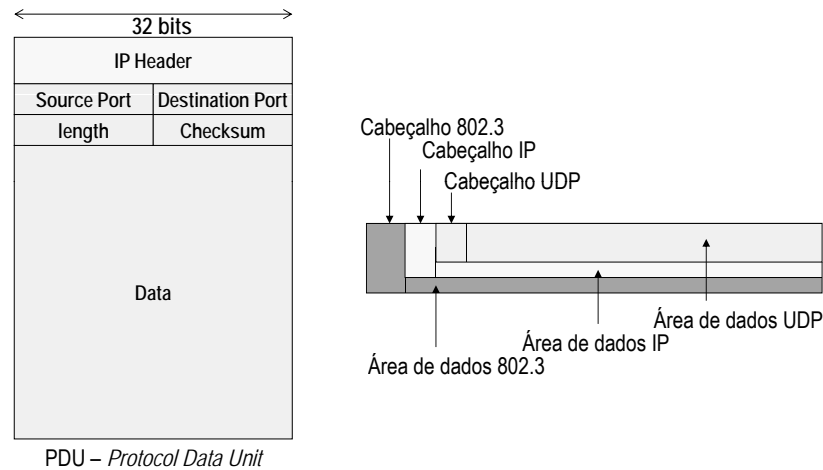 32 bits
IP Header
Source Port Destination Port
length Checksum
Data
PDU – Protocol Data Unit
Cabeçalho 802.3
Cabeçalho IP
Cabeçalho UDP
Área de dados UDP
Área de dados IP
Área de dados 802.3